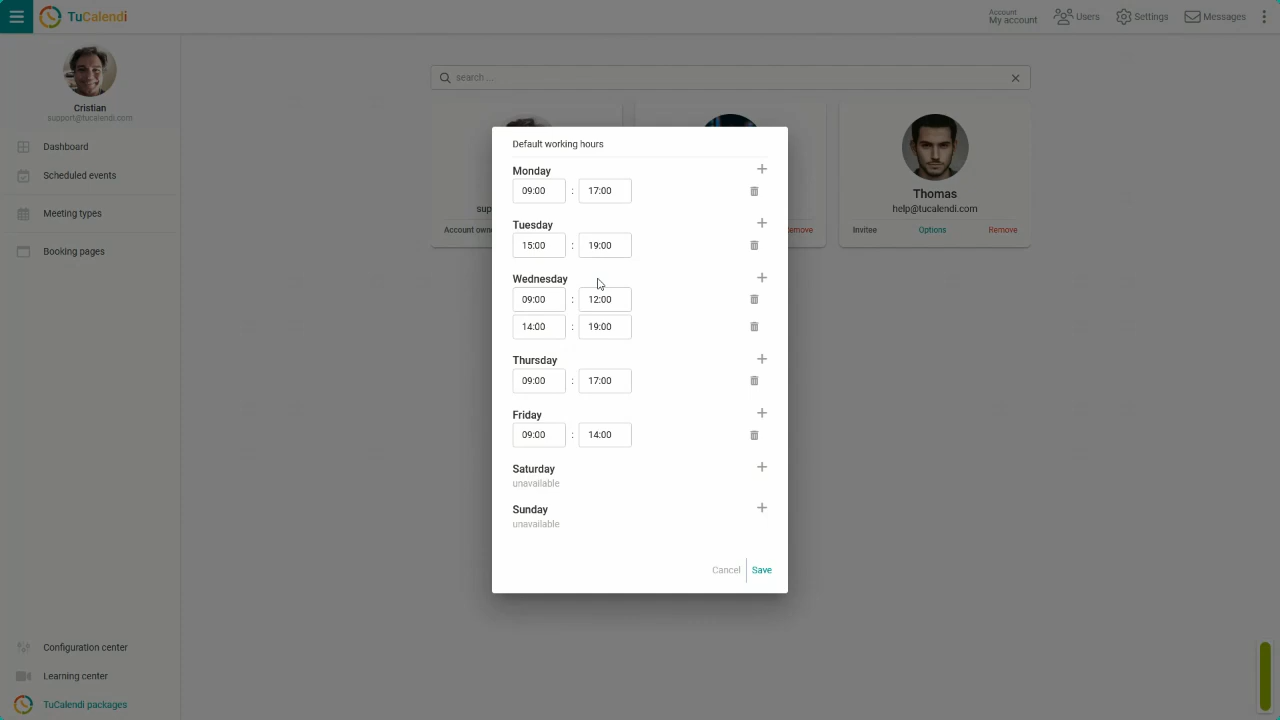 TuCalendi
Account
My account
Users
Settings
Messages
Cristian
support@tucalendi.com
Dashboard
Scheduled events
Meeting types
Booking pages
Configuration center
Learning center
TuCalendi packages
search ...
Thomas
help@tucalendi.com
Invitee
Options
Remove
Default working hours
Monday
09:00 : 17:00
Tuesday
15:00 : 19:00
Wednesday
09:00 : 12:00
14:00 : 19:00
Thursday
09:00 : 17:00
Friday
09:00 : 14:00
Saturday
unavailable
Sunday
unavailable
Cancel
Save